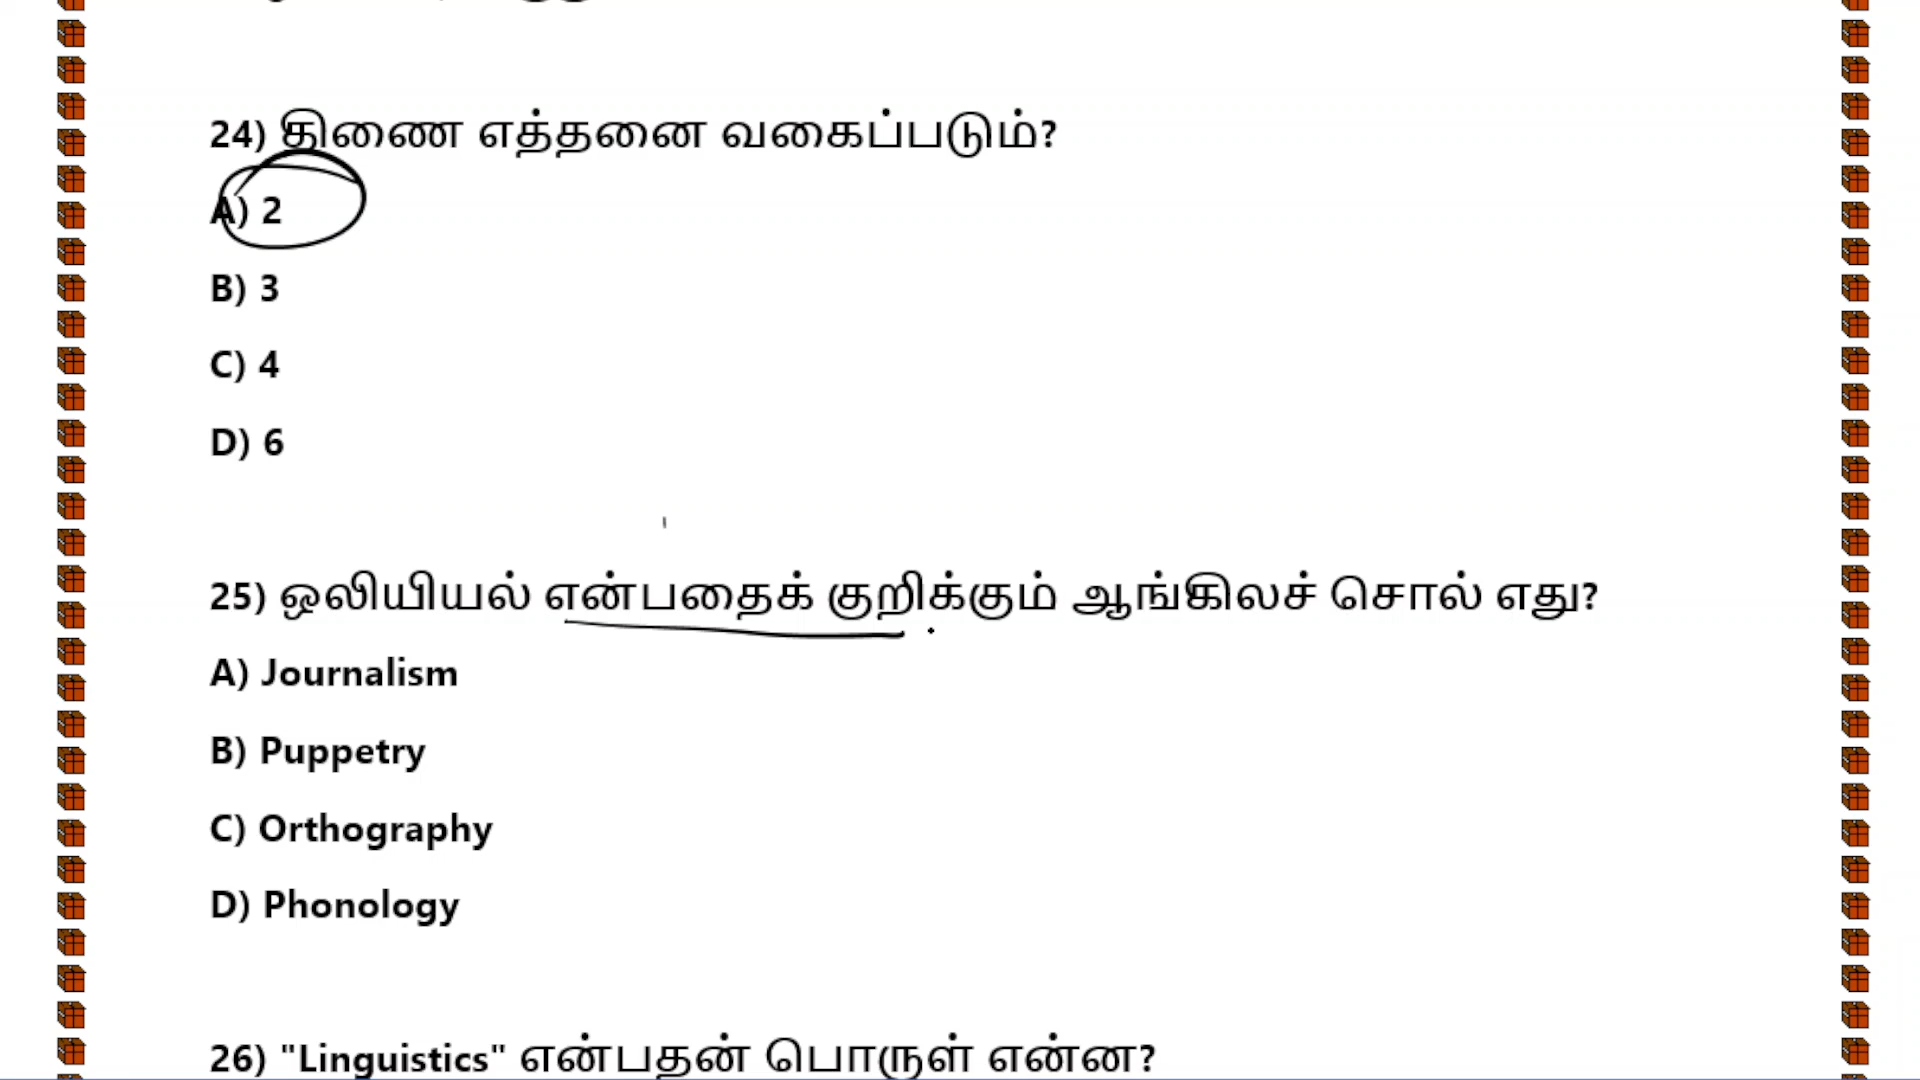 24) திணை எத்தனை வகைப்படும்?
A) 2
B) 3
C) 4
D) 6
25) ஒலியியல் என்பதைக் குறிக்கும் ஆங்கிலச் சொல் எது?
A) Journalism
B) Puppetry
C) Orthography
D) Phonology
26) "Linguistics" என்பதன் பொருள் என்ன?